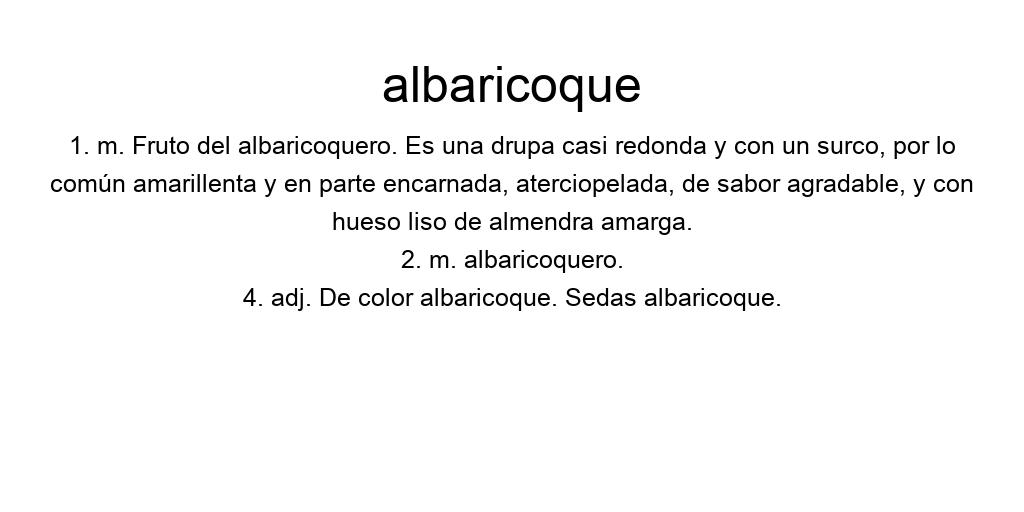 albaricoque
1. m. Fruto del albaricoquero. Es una drupa casi redonda y con un surco, por lo
común amarillenta y en parte encarnada, aterciopelada, de sabor agradable, y con
hueso liso de almendra amarga.
2. m. albaricoquero.
4. adj. De color albaricoque. Sedas albaricoque.